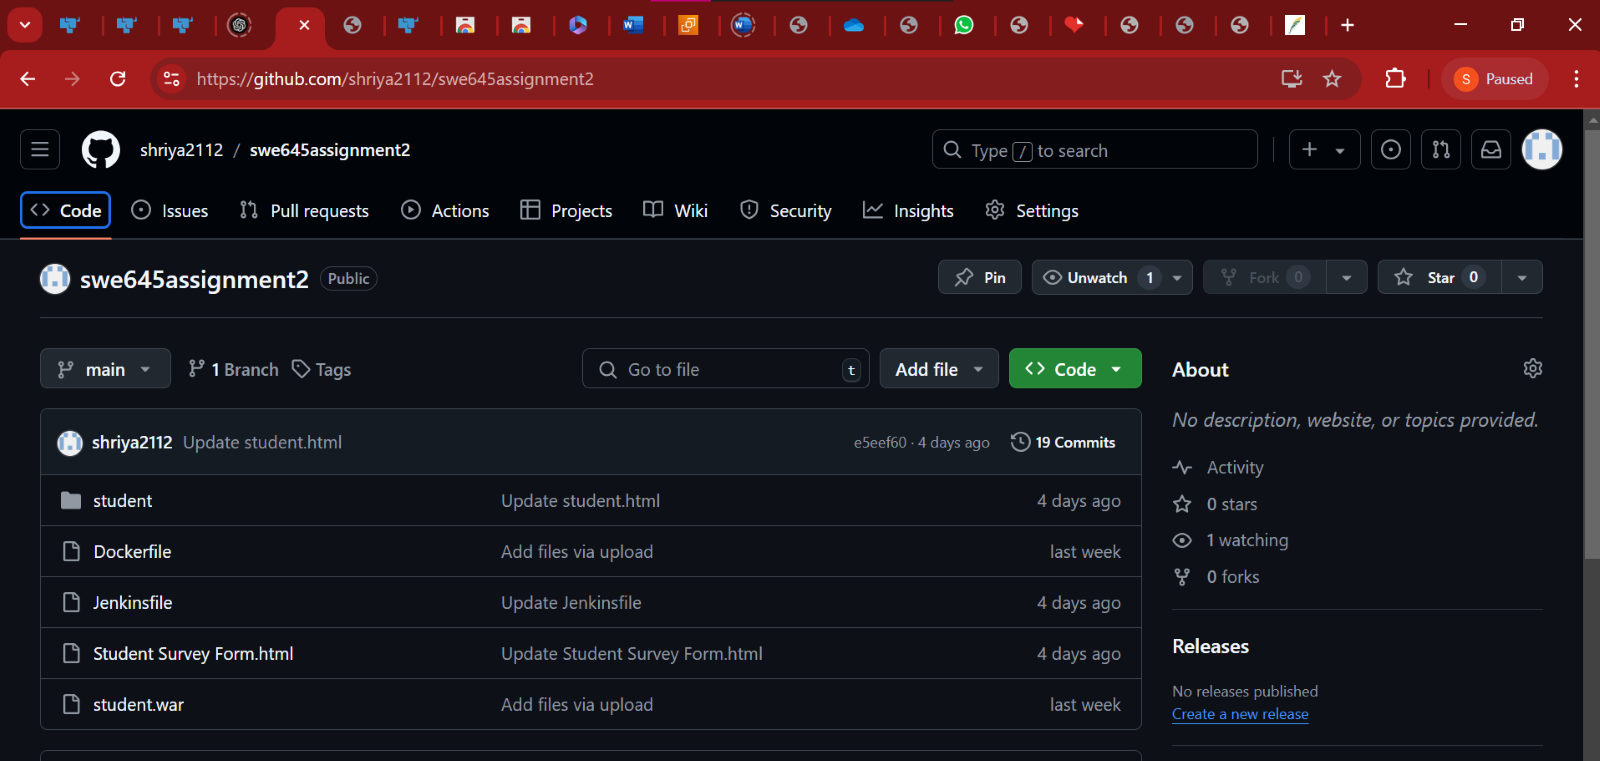 https://github.com/shriya2112/swe645assignment2
S Paused
shriya2112 / swe645assignment2
Type / to search
Code Issues Pull requests Actions Projects Wiki Security Insights Settings
swe645assignment2 Public
Pin Unwatch 1 Fork 0 Star 0
main 1 Branch Tags Go to file t Add file Code
About
No description, website, or topics provided.
shriya2112 Update student.html e5eef60 · 4 days ago 19 Commits
Activity
student Update student.html 4 days ago
0 stars
Dockerfile Add files via upload last week
1 watching
0 forks
Jenkinsfile Update Jenkinsfile 4 days ago
Student Survey Form.html Update Student Survey Form.html 4 days ago
Releases
student.war Add files via upload last week
No releases published
Create a new release